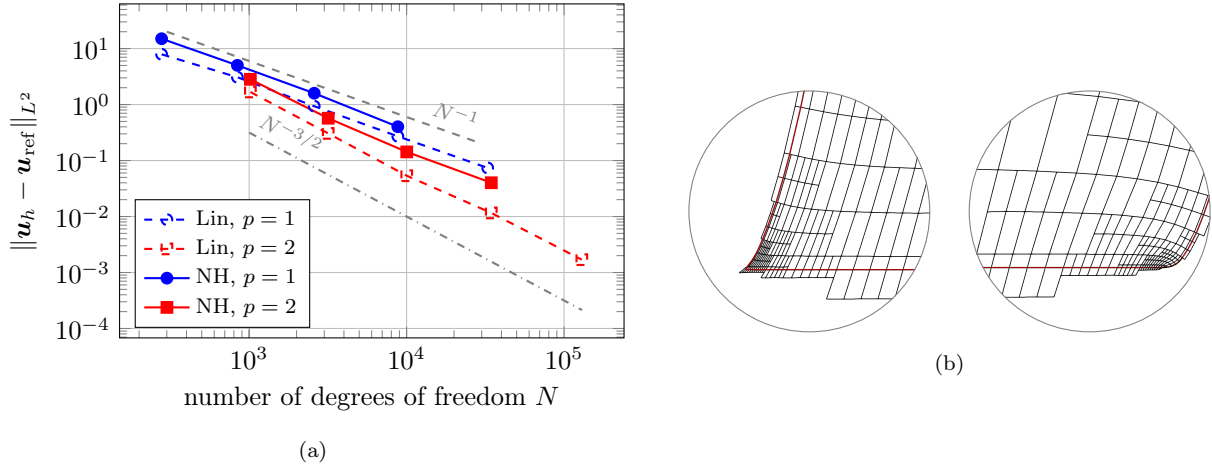 10^1
10^0
10^−1
10^−2
10^−3
10^−4
‖u_h − u_ref‖_{L^2}
N^−1
N^−3/2
Lin, p = 1
Lin, p = 2
NH, p = 1
NH, p = 2
10^3
10^4
10^5
number of degrees of freedom N
(a)
(b)